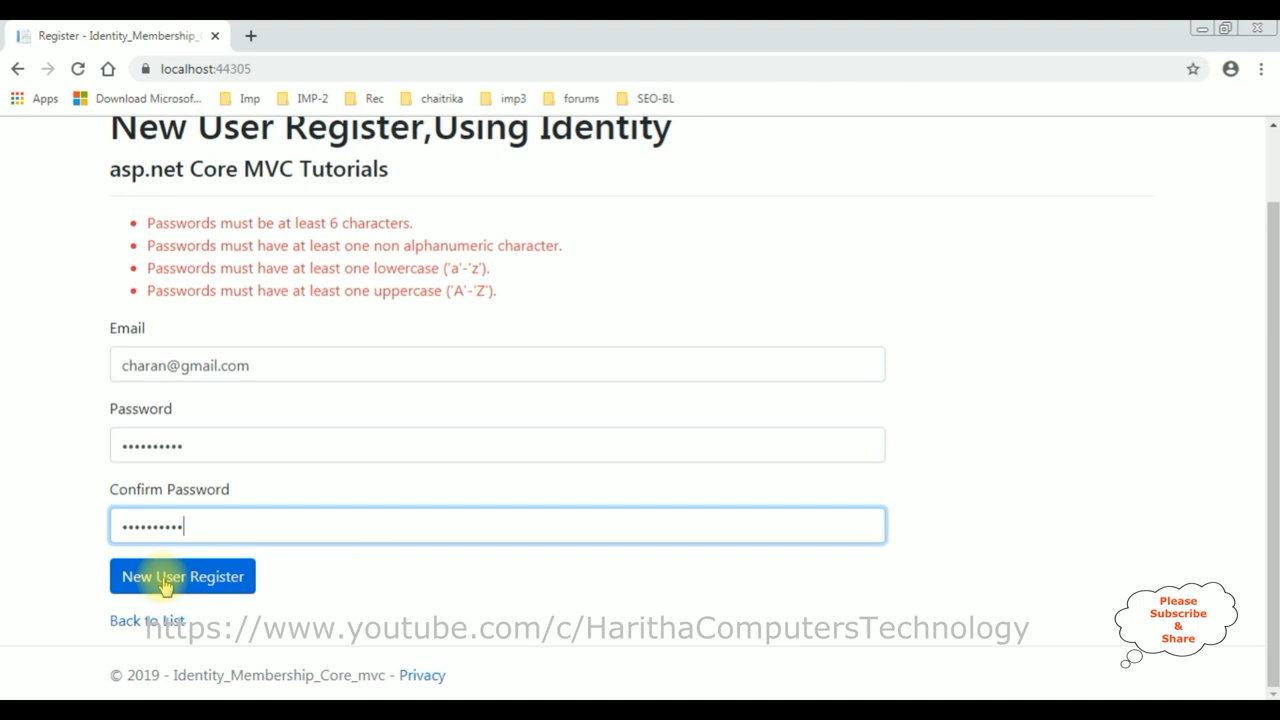 Register - Identity_Membership_
localhost:44305
Apps Download Microsof... Imp IMP-2 Rec chaitrika imp3 forums SEO-BL
New User Register,Using Identity
asp.net Core MVC Tutorials
Passwords must be at least 6 characters.
Passwords must have at least one non alphanumeric character.
Passwords must have at least one lowercase ('a'-'z').
Passwords must have at least one uppercase ('A'-'Z').
Email
charan@gmail.com
Password
••••••••••
Confirm Password
••••••••••
New User Register
Back to List
https://www.youtube.com/c/HarithaComputersTechnology
Please
Subscribe
&
Share
© 2019 - Identity_Membership_Core_mvc - Privacy